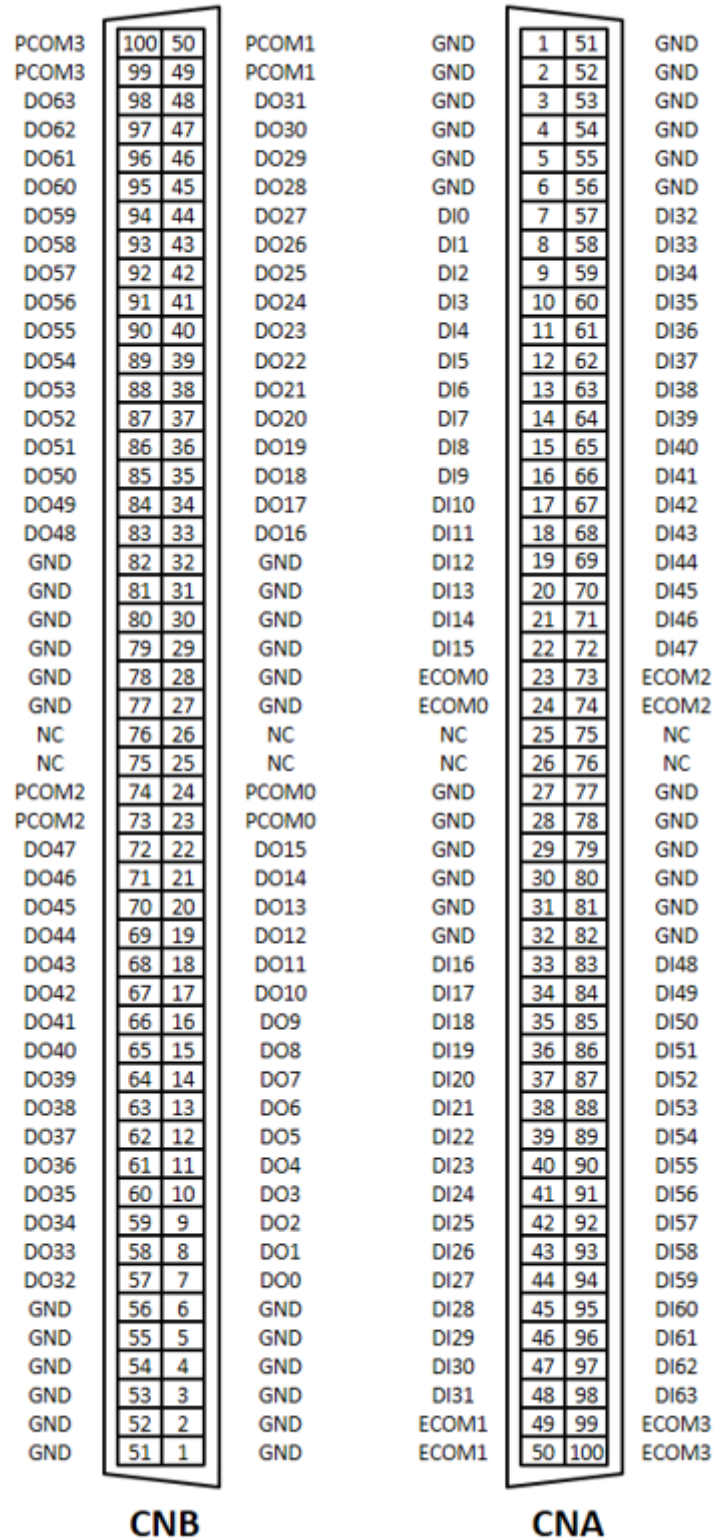 PCOM3 100 50 PCOM1 GND 1 51 GND
PCOM3 99 49 PCOM1 GND 2 52 GND
DO63 98 48 DO31 GND 3 53 GND
DO62 97 47 DO30 GND 4 54 GND
DO61 96 46 DO29 GND 5 55 GND
DO60 95 45 DO28 GND 6 56 GND
DO59 94 44 DO27 DI0 7 57 DI32
DO58 93 43 DO26 DI1 8 58 DI33
DO57 92 42 DO25 DI2 9 59 DI34
DO56 91 41 DO24 DI3 10 60 DI35
DO55 90 40 DO23 DI4 11 61 DI36
DO54 89 39 DO22 DI5 12 62 DI37
DO53 88 38 DO21 DI6 13 63 DI38
DO52 87 37 DO20 DI7 14 64 DI39
DO51 86 36 DO19 DI8 15 65 DI40
DO50 85 35 DO18 DI9 16 66 DI41
DO49 84 34 DO17 DI10 17 67 DI42
DO48 83 33 DO16 DI11 18 68 DI43
GND 82 32 GND DI12 19 69 DI44
GND 81 31 GND DI13 20 70 DI45
GND 80 30 GND DI14 21 71 DI46
GND 79 29 GND DI15 22 72 DI47
GND 78 28 GND ECOM0 23 73 ECOM2
GND 77 27 GND ECOM0 24 74 ECOM2
NC 76 26 NC NC 25 75 NC
NC 75 25 NC NC 26 76 NC
PCOM2 74 24 PCOM0 GND 27 77 GND
PCOM2 73 23 PCOM0 GND 28 78 GND
DO47 72 22 DO15 GND 29 79 GND
DO46 71 21 DO14 GND 30 80 GND
DO45 70 20 DO13 GND 31 81 GND
DO44 69 19 DO12 GND 32 82 GND
DO43 68 18 DO11 DI16 33 83 DI48
DO42 67 17 DO10 DI17 34 84 DI49
DO41 66 16 DO9 DI18 35 85 DI50
DO40 65 15 DO8 DI19 36 86 DI51
DO39 64 14 DO7 DI20 37 87 DI52
DO38 63 13 DO6 DI21 38 88 DI53
DO37 62 12 DO5 DI22 39 89 DI54
DO36 61 11 DO4 DI23 40 90 DI55
DO35 60 10 DO3 DI24 41 91 DI56
DO34 59 9 DO2 DI25 42 92 DI57
DO33 58 8 DO1 DI26 43 93 DI58
DO32 57 7 DO0 DI27 44 94 DI59
GND 56 6 GND DI28 45 95 DI60
GND 55 5 GND DI29 46 96 DI61
GND 54 4 GND DI30 47 97 DI62
GND 53 3 GND DI31 48 98 DI63
GND 52 2 GND ECOM1 49 99 ECOM3
GND 51 1 GND ECOM1 50 100 ECOM3
CNB CNA